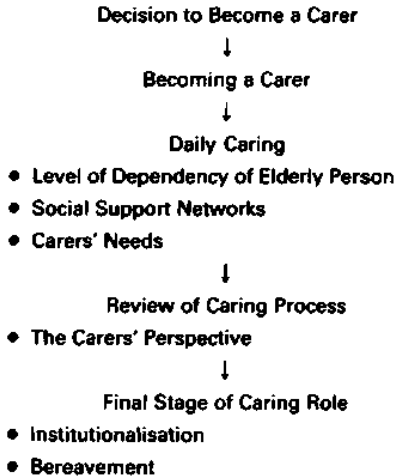 Decision to Become a Carer
↓
Becoming a Carer
↓
Daily Caring
● Level of Dependency of Elderly Person
● Social Support Networks
● Carers' Needs
↓
Review of Caring Process
● The Carers' Perspective
↓
Final Stage of Caring Role
● Institutionalisation
● Bereavement